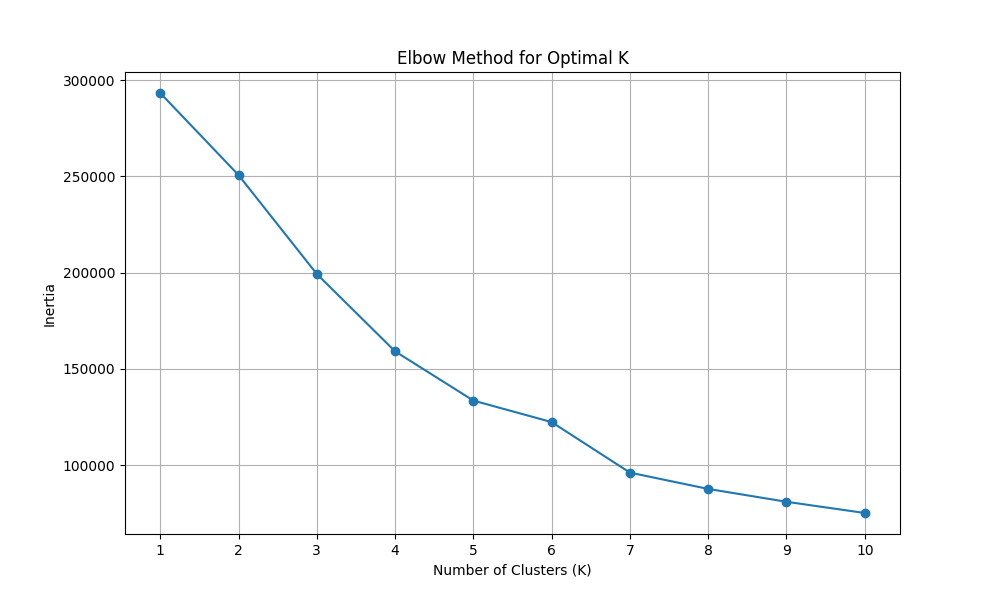 Elbow Method for Optimal K
300000
250000
200000
150000
100000
Inertia
1 2 3 4 5 6 7 8 9 10
Number of Clusters (K)